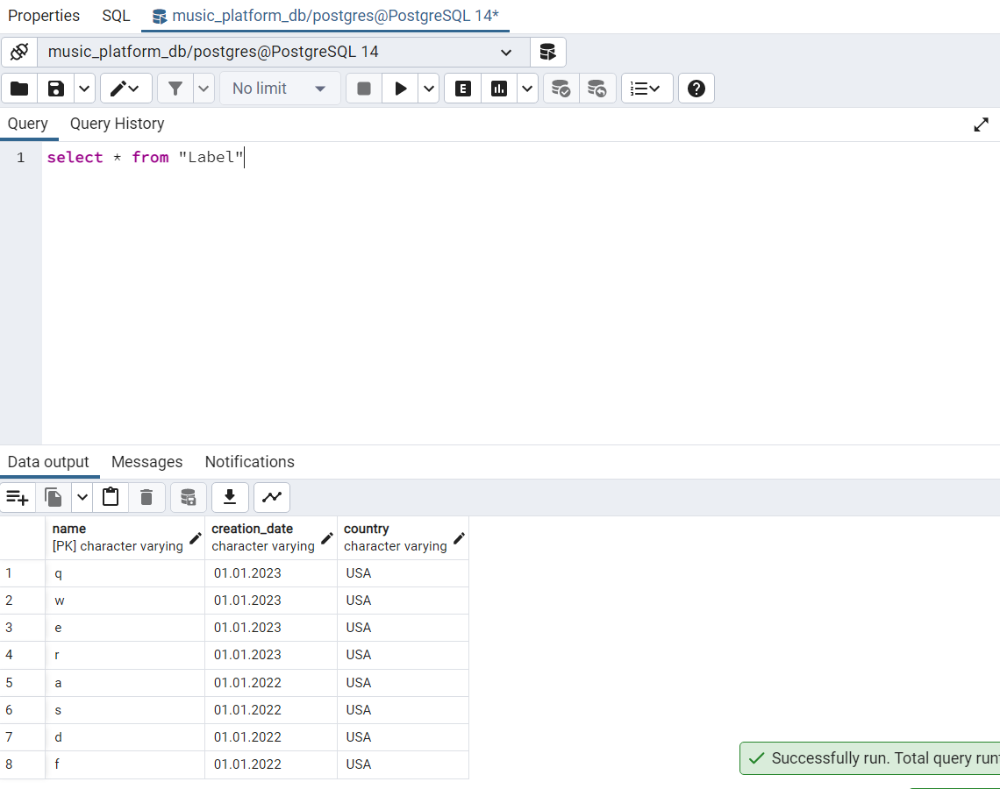 Properties SQL music_platform_db/postgres@PostgreSQL 14*
music_platform_db/postgres@PostgreSQL 14
No limit E
Query Query History
1 select * from "Label"
Data output Messages Notifications
name creation_date country
[PK] character varying character varying character varying
1 q 01.01.2023 USA
2 w 01.01.2023 USA
3 e 01.01.2023 USA
4 r 01.01.2023 USA
5 a 01.01.2022 USA
6 s 01.01.2022 USA
7 d 01.01.2022 USA
8 f 01.01.2022 USA
Successfully run. Total query